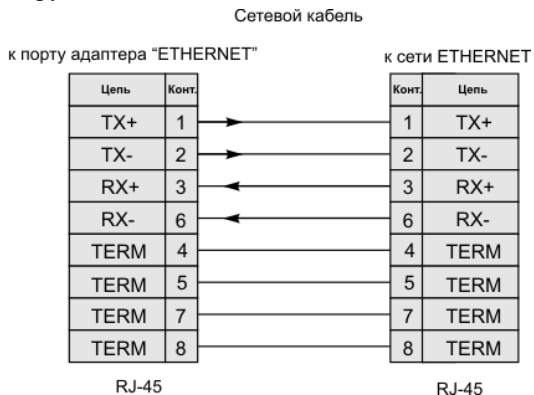 Сетевой кабель
к порту адаптера “ETHERNET” к сети ETHERNET
Цепь Конт. Конт. Цепь
TX+ 1 1 TX+
TX- 2 2 TX-
RX+ 3 3 RX+
RX- 6 6 RX-
TERM 4 4 TERM
TERM 5 5 TERM
TERM 7 7 TERM
TERM 8 8 TERM
RJ-45 RJ-45